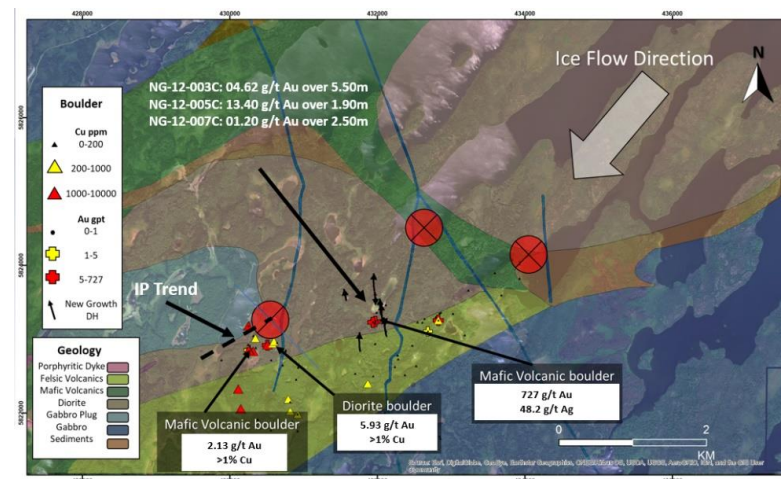 428000
430000
432000
434000
436000
Ice Flow Direction
N
NG-12-003C: 04.62 g/t Au over 5.50m
NG-12-005C: 13.40 g/t Au over 1.90m
NG-12-007C: 01.20 g/t Au over 2.50m
Boulder
Cu ppm
0-200
200-1000
1000-10000
Au gpt
0-1
1-5
5-727
New Growth
DH
5824000
5822000
IP Trend
Geology
Porphyritic Dyke
Felsic Volcanics
Mafic Volcanics
Diorite
Gabbro Plug
Gabbro
Sediments
Mafic Volcanic boulder
2.13 g/t Au
>1% Cu
Diorite boulder
5.93 g/t Au
>1% Cu
Mafic Volcanic boulder
727 g/t Au
48.2 g/t Ag
0
2
KM